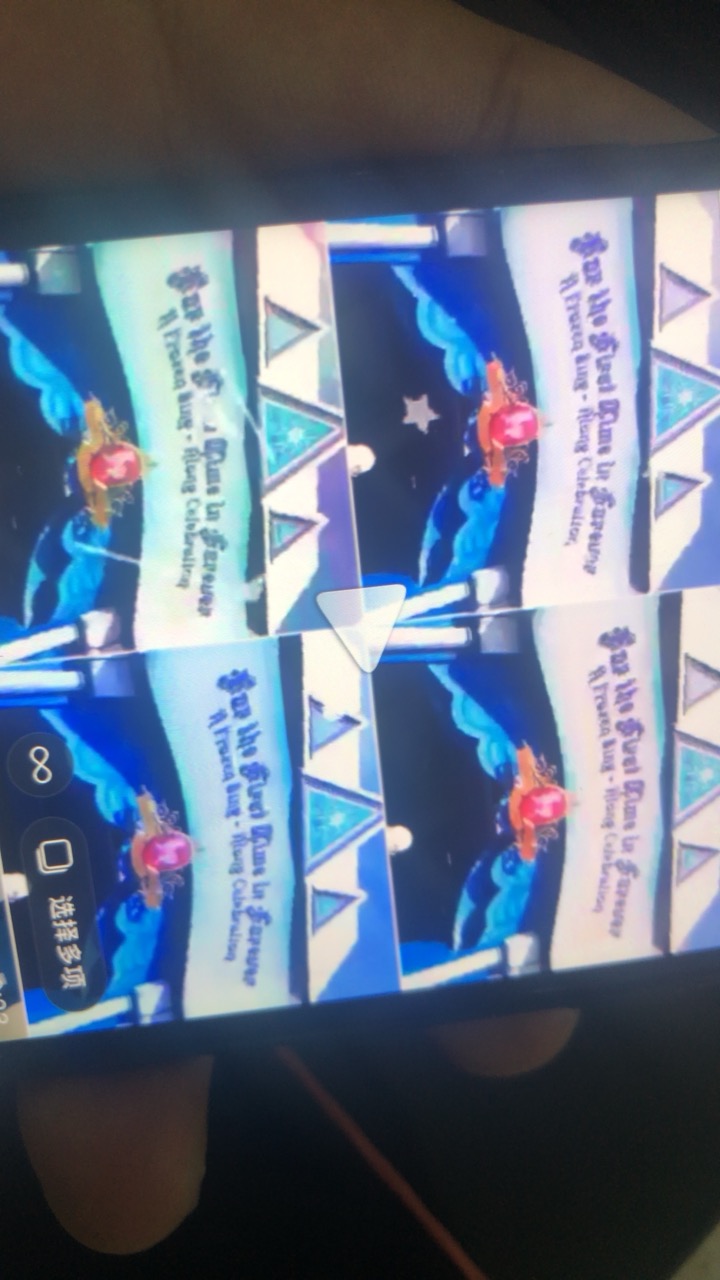 For the First Time in Forever
A Frozen Sing-Along Celebration
For the First Time in Forever
A Frozen Sing-Along Celebration
For the Time in Forever
A Frozen Sing-Along Celebration
For the First Time in Forever
A Frozen Sing-Along Celebration
∞
选择多项